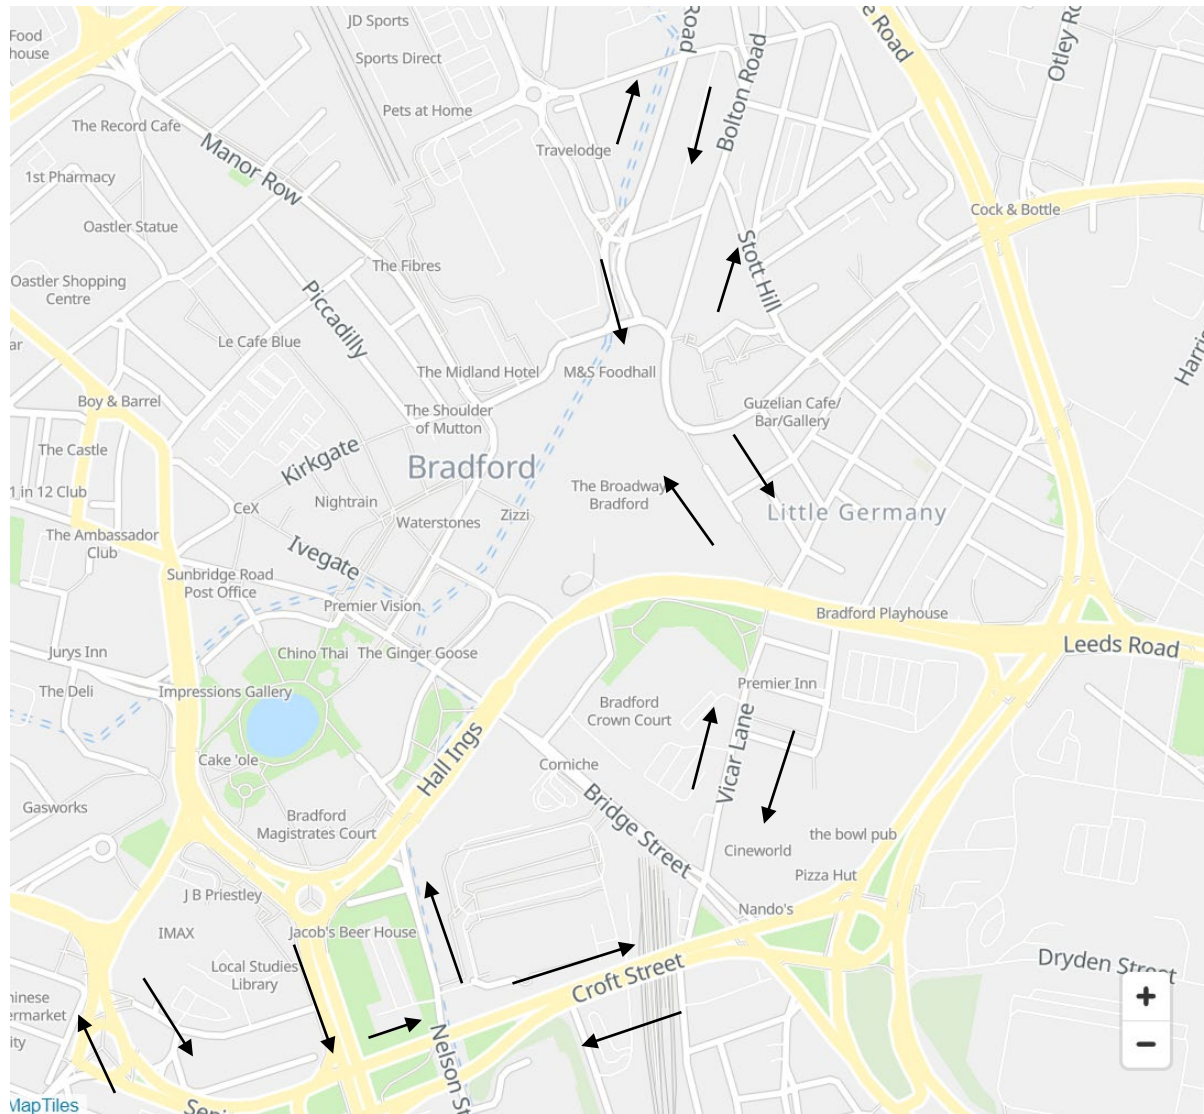 Food
house
JD Sports
Sports Direct
Road
e Road
Otley Ro
Bolton Road
Pets at Home
The Record Cafe
Manor Row
Travelodge
1st Pharmacy
Cock & Bottle
Oastler Statue
Stott Hill
The Fibres
Oastler Shopping
Centre
Piccadilly
Harris
ar
Le Cafe Blue
The Midland Hotel
M&S Foodhall
Boy & Barrel
The Shoulder
of Mutton
Guzelian Cafe/
Bar/Gallery
The Castle
Kirkgate
Bradford
1 in 12 Club
Nightrain
The Broadway
Bradford
CeX
Waterstones
Zizzi
Little Germany
The Ambassador
Club
Ivegate
Sunbridge Road
Post Office
Premier Vision
Bradford Playhouse
Leeds Road
Jurys Inn
Chino Thai
The Ginger Goose
The Deli
Impressions Gallery
Premier Inn
Bradford
Crown Court
Hall Ings
Vicar Lane
Cake 'ole
Corniche
Gasworks
Bradford
Magistrates Court
Bridge Street
the bowl pub
Cineworld
Pizza Hut
J B Priestley
Nando's
IMAX
Jacob's Beer House
Local Studies
Library
Croft Street
Dryden Street
hinese
ermarket
ity
+
−
Nelson St
MapTiles
Seni